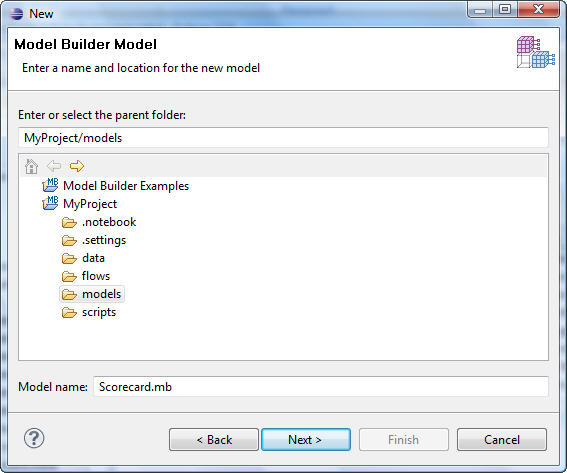 New
Model Builder Model
Enter a name and location for the new model
Enter or select the parent folder:
MyProject/models
MB Model Builder Examples
MB MyProject
.notebook
.settings
data
flows
models
scripts
Model name: Scorecard.mb
? < Back Next > Finish Cancel